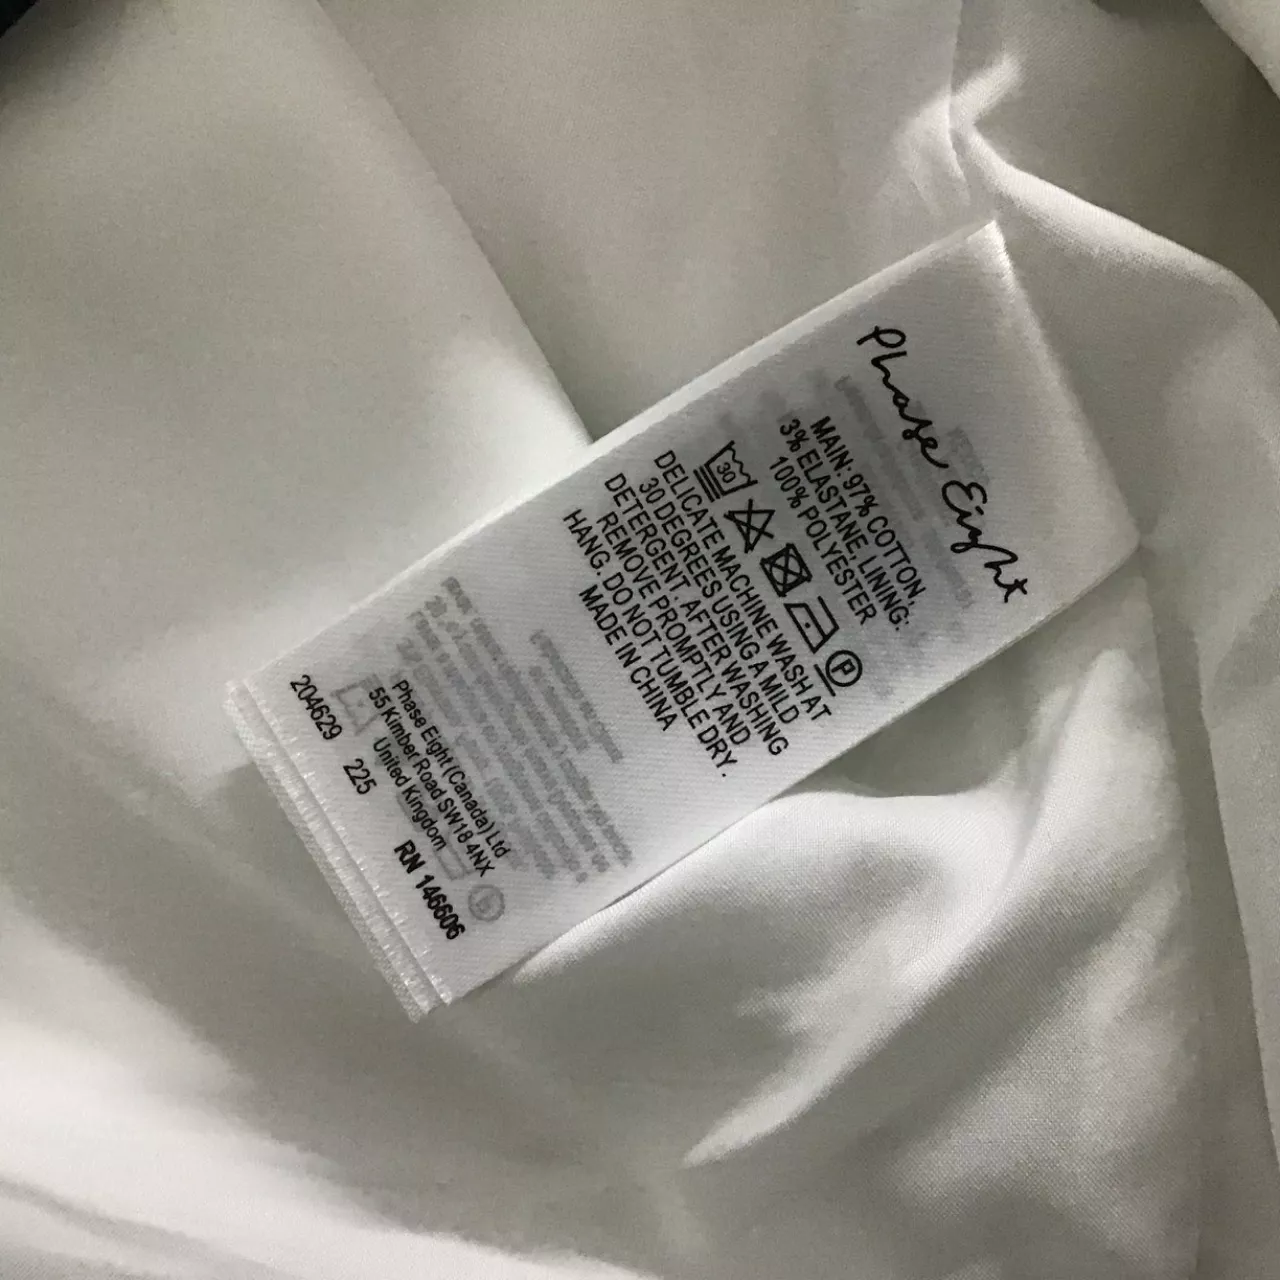 Phase Eight
MAIN: 97% COTTON,
3% ELASTANE, LINING:
100% POLYESTER
30
P
DELICATE MACHINE WASH AT
30 DEGREES USING A MILD
DETERGENT. AFTER WASHING
REMOVE PROMPTLY AND
HANG. DO NOT TUMBLE DRY.
MADE IN CHINA
Phase Eight (Canada) Ltd
55 Kimber Road SW18 4NX
United Kingdom
RN 146606
204629 225